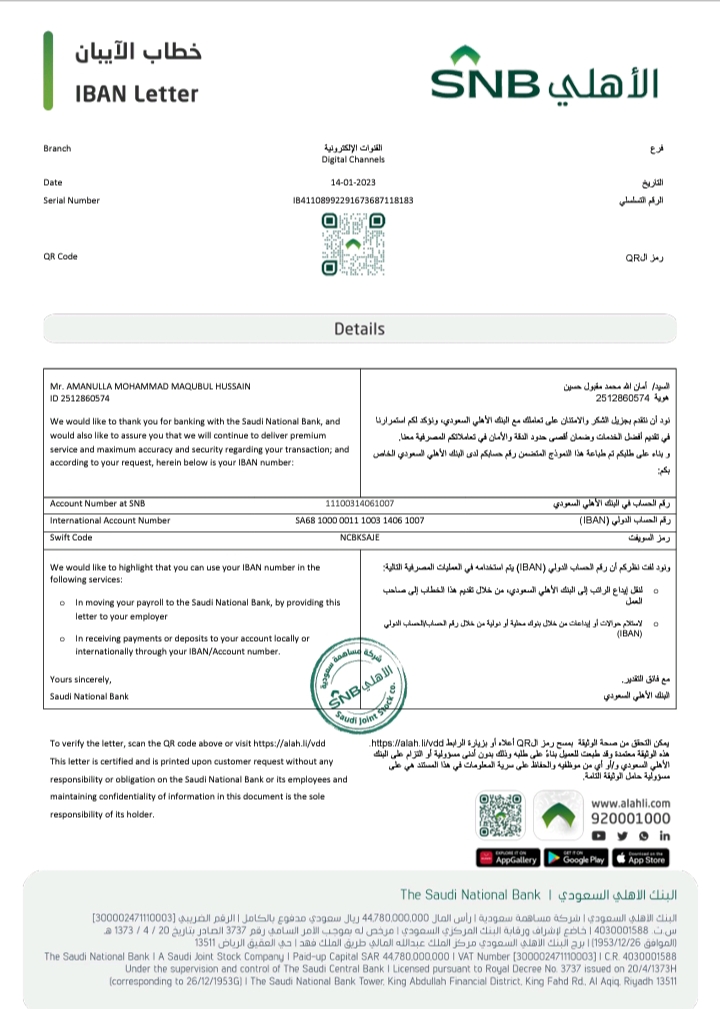 خطاب الآيبان
IBAN Letter
SNB الأهلي
Branch
القنوات الإلكترونية
Digital Channels
فرع
Date 14-01-2023 التاريخ
Serial Number IB41108992291673687118183 الرقم التسلسلي
QR Code رمز الـQR
Details
Mr. AMANULLA MOHAMMAD MAQUBUL HUSSAIN
ID 2512860574
We would like to thank you for banking with the Saudi National Bank, and
would also like to assure you that we will continue to deliver premium
service and maximum accuracy and security regarding your transaction; and
according to your request, herein below is your IBAN number:
السيد/ أمان الله محمد مقبول حسين
هوية 2512860574
نود أن نتقدم بجزيل الشكر والامتنان على تعاملك مع البنك الأهلي السعودي، ونؤكد لكم استمرارنا
في تقديم أفضل الخدمات وضمان أقصى حدود الدقة والأمان في تعاملاتكم المصرفية معنا.
و بناء على طلبكم تم طباعة هذا النموذج المتضمن رقم حسابكم لدى البنك الأهلي السعودي الخاص
بكم:
Account Number at SNB 11100314061007 رقم الحساب في البنك الأهلي السعودي
International Account Number SA68 1000 0011 1003 1406 1007 رقم الحساب الدولي (IBAN)
Swift Code NCBKSAJE رمز السويفت
We would like to highlight that you can use your IBAN number in the
following services:
o In moving your payroll to the Saudi National Bank, by providing this
letter to your employer
o In receiving payments or deposits to your account locally or
internationally through your IBAN/Account number.
Yours sincerely,
Saudi National Bank
ونود لفت نظركم أن رقم الحساب الدولي (IBAN) يتم استخدامه في العمليات المصرفية التالية:
o لنقل إيداع الراتب إلى البنك الأهلي السعودي، من خلال تقديم هذا الخطاب إلى صاحب
العمل
o لاستلام حوالات أو إيداعات من خلال بنوك محلية أو دولية من خلال رقم الحساب/الحساب الدولي
(IBAN)
مع فائق التقدير.
البنك الأهلي السعودي
شركة مساهمة سعودية
SNB الأهلي
Saudi Joint Stock co.
To verify the letter, scan the QR code above or visit https://alah.li/vdd
This letter is certified and is printed upon customer request without any
responsibility or obligation on the Saudi National Bank or its employees and
maintaining confidentiality of information in this document is the sole
responsibility of its holder.
يمكن التحقق من صحة الوثيقة بمسح رمز الـQR أعلاه أو بزيارة الرابط https://alah.li/vdd.
هذه الوثيقة معتمدة وقد طبعت للعميل بناءً على طلبه وذلك بدون أدنى مسؤولية أو التزام على البنك
الأهلي السعودي و/أو أي من موظفيه والحفاظ على سرية المعلومات في هذا المستند هي على
مسؤولية حامل الوثيقة التامة.
www.alahli.com
920001000
EXPLORE IT ON AppGallery
GET IT ON Google Play
Download on the App Store
The Saudi National Bank | البنك الأهلي السعودي
البنك الأهلي السعودي | شركة مساهمة سعودية | رأس المال 44,780,000,000 ريال سعودي مدفوع بالكامل | الرقم الضريبي [300002471110003]
س.ت. 4030001588 | خاضع لإشراف ورقابة البنك المركزي السعودي | مرخص له بموجب الأمر السامي رقم 3737 الصادر بتاريخ 20 / 4 / 1373 هـ
(الموافق 1953/12/26) | برج البنك الأهلي السعودي مركز الملك عبدالله المالي طريق الملك فهد | حي العقيق الرياض 13511
The Saudi National Bank | A Saudi Joint Stock Company | Paid-up Capital SAR 44,780,000,000 | VAT Number [300002471110003] | C.R. 4030001588
Under the supervision and control of The Saudi Central Bank | Licensed pursuant to Royal Decree No. 3737 issued on 20/4/1373H
(corresponding to 26/12/1953G) | The Saudi National Bank Tower, King Abdullah Financial District, King Fahd Rd., Al Aqiq, Riyadh 13511